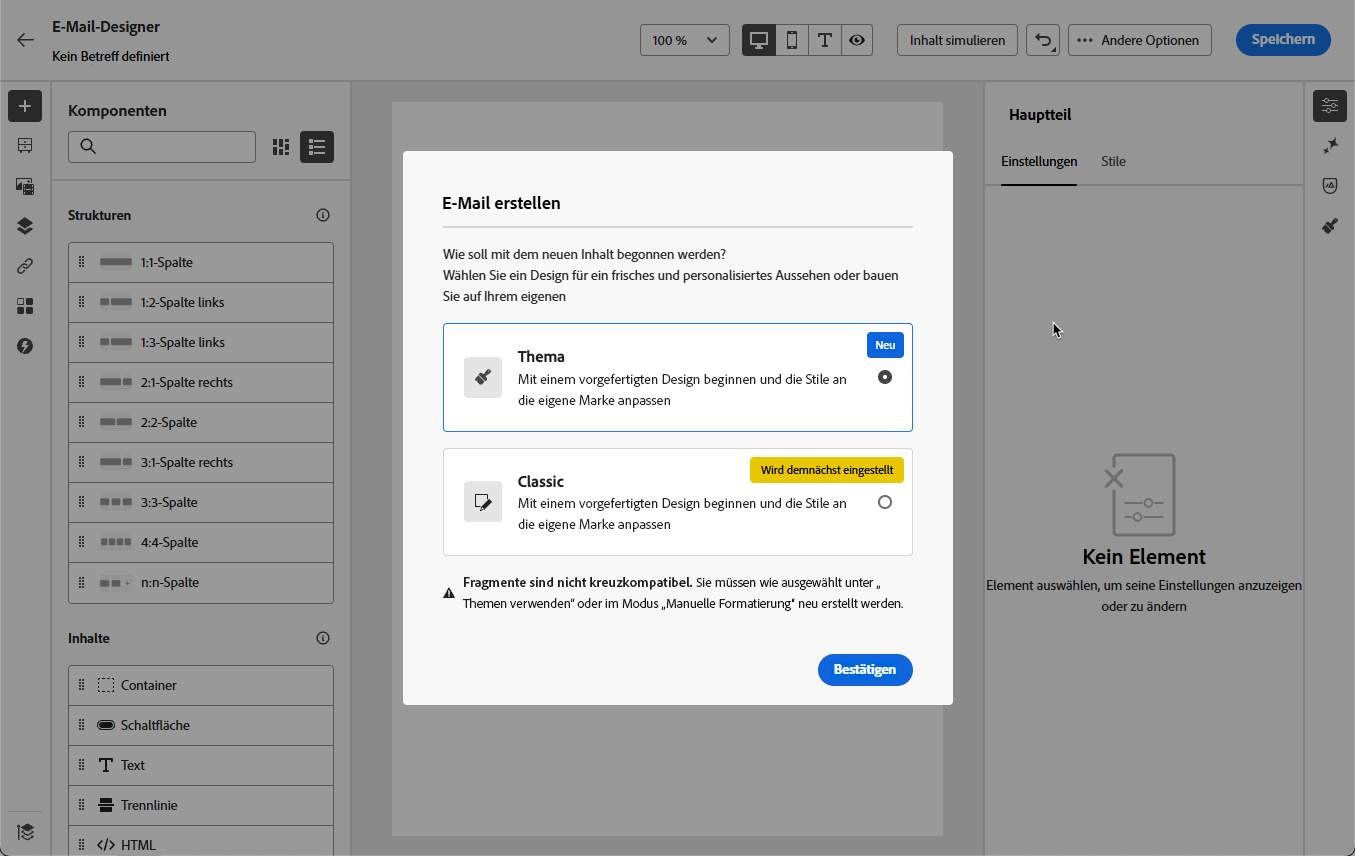 E-Mail-Designer
Kein Betreff definiert
100 %
Inhalt simulieren
Andere Optionen
Speichern
Komponenten
Strukturen
1:1-Spalte
1:2-Spalte links
1:3-Spalte links
2:1-Spalte rechts
2:2-Spalte
3:1-Spalte rechts
3:3-Spalte
4:4-Spalte
n:n-Spalte
Inhalte
Container
Schaltfläche
Text
Trennlinie
HTML
E-Mail erstellen
Wie soll mit dem neuen Inhalt begonnen werden?
Wählen Sie ein Design für ein frisches und personalisiertes Aussehen oder bauen
Sie auf Ihrem eigenen
Neu
Thema
Mit einem vorgefertigten Design beginnen und die Stile an
die eigene Marke anpassen
Wird demnächst eingestellt
Classic
Mit einem vorgefertigten Design beginnen und die Stile an
die eigene Marke anpassen
Fragmente sind nicht kreuzkompatibel. Sie müssen wie ausgewählt unter „
Themen verwenden“ oder im Modus „Manuelle Formatierung“ neu erstellt werden.
Bestätigen
Hauptteil
Einstellungen
Stile
Kein Element
Element auswählen, um seine Einstellungen anzuzeigen
oder zu ändern